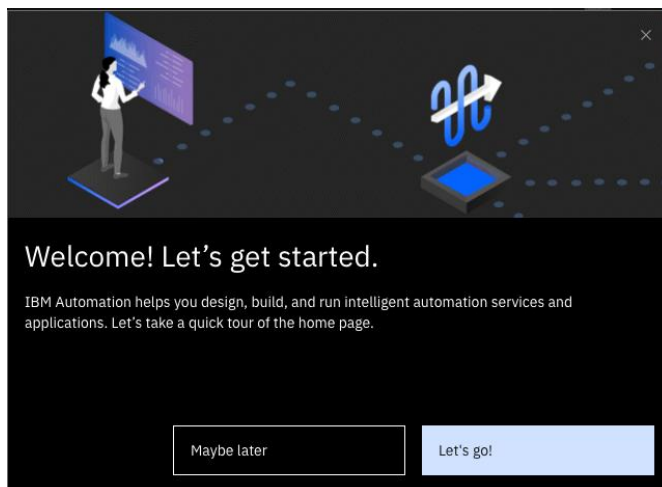 Welcome! Let's get started.
IBM Automation helps you design, build, and run intelligent automation services and
applications. Let's take a quick tour of the home page.
Maybe later
Let's go!